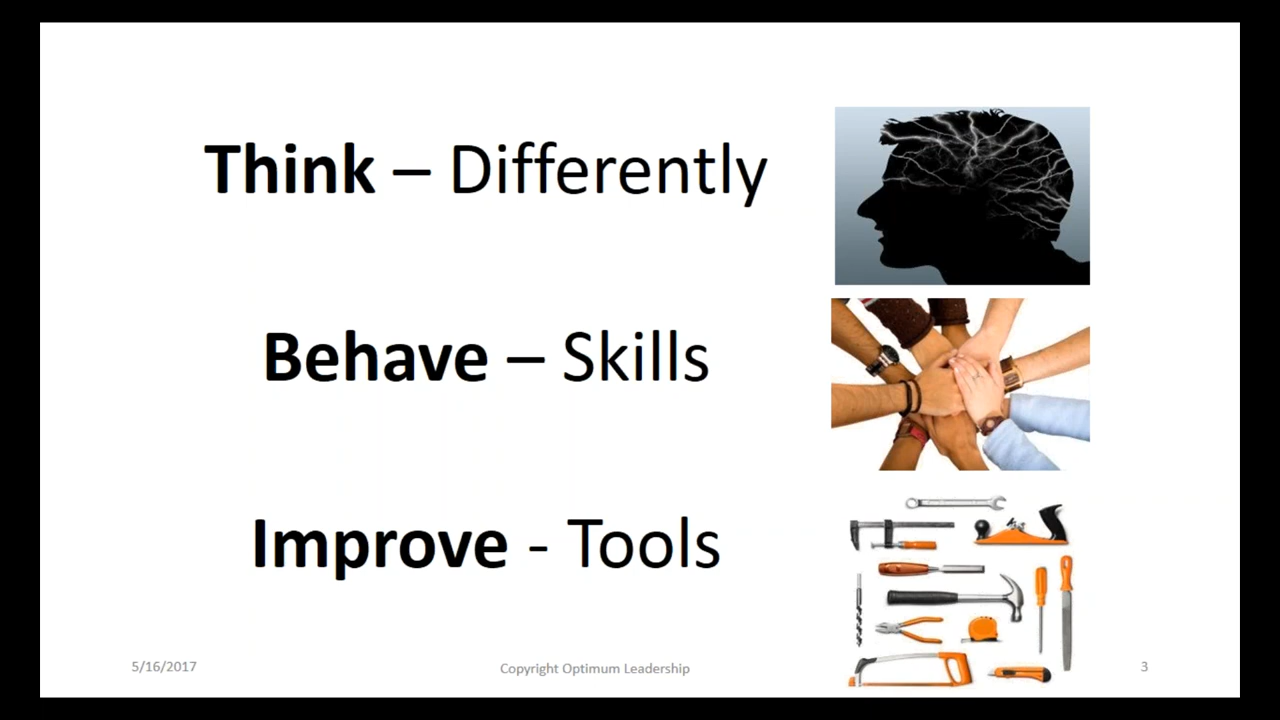 Think – Differently
Behave – Skills
Improve - Tools
5/16/2017
Copyright Optimum Leadership
3